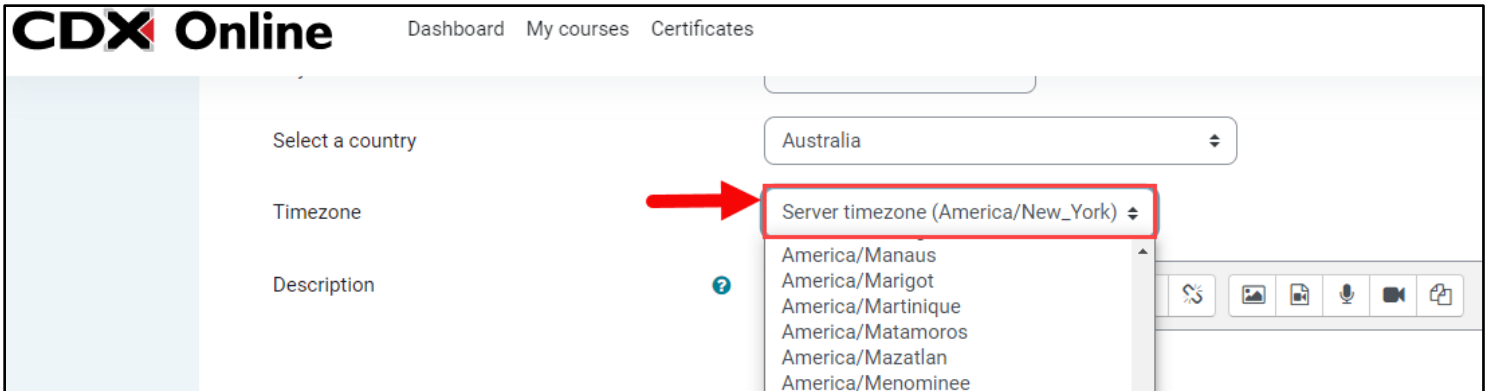 CDX Online Dashboard My courses Certificates
Select a country Australia
Timezone Server timezone (America/New_York)
America/Manaus
America/Marigot
Description ? America/Martinique
America/Matamoros
America/Mazatlan
America/Menominee